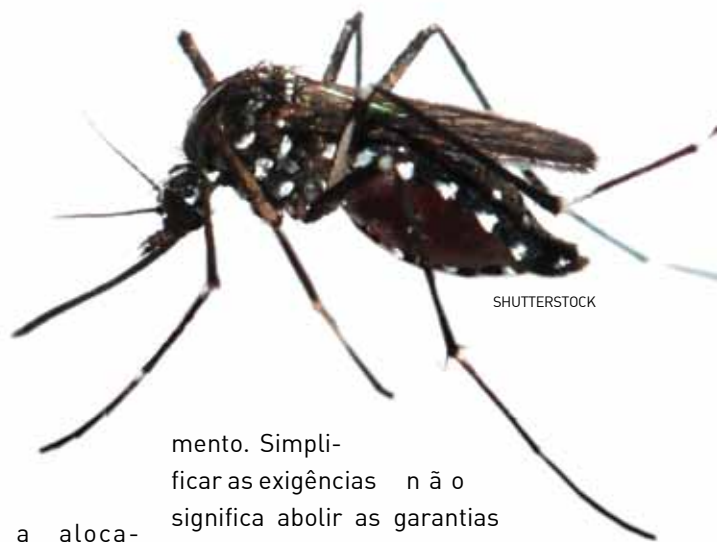 SHUTTERSTOCK
mento. Simpli-
ficar as exigências não
significa abolir as garantias
a aloca-